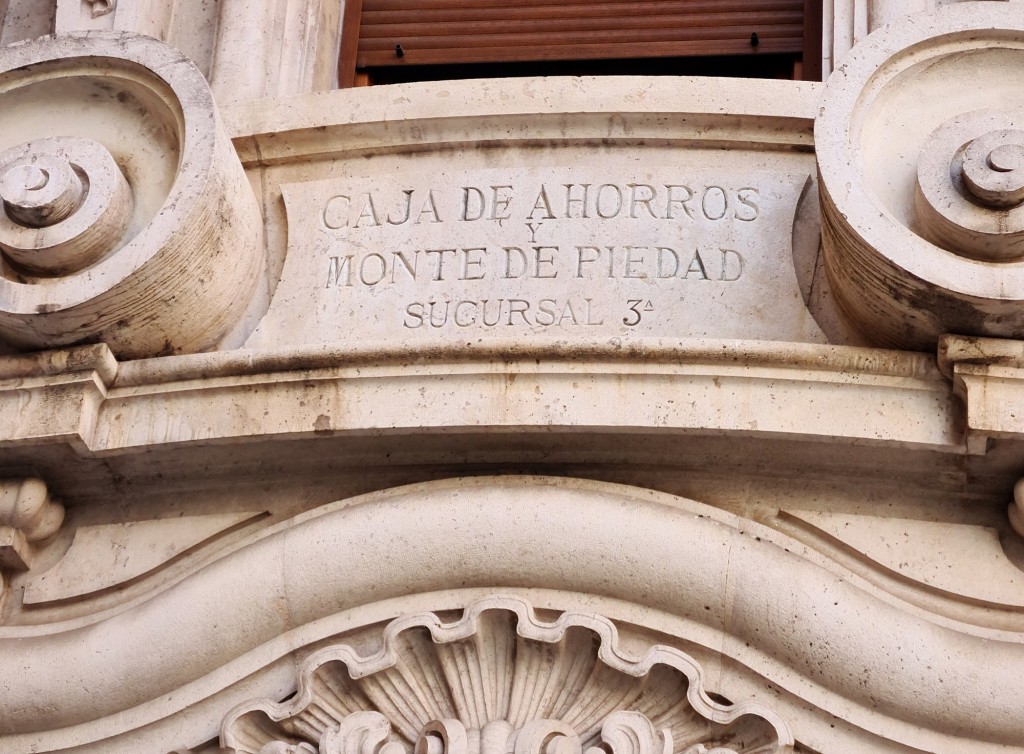 CAJA DE AHORROS
Y
MONTE DE PIEDAD
SUCURSAL 3ª